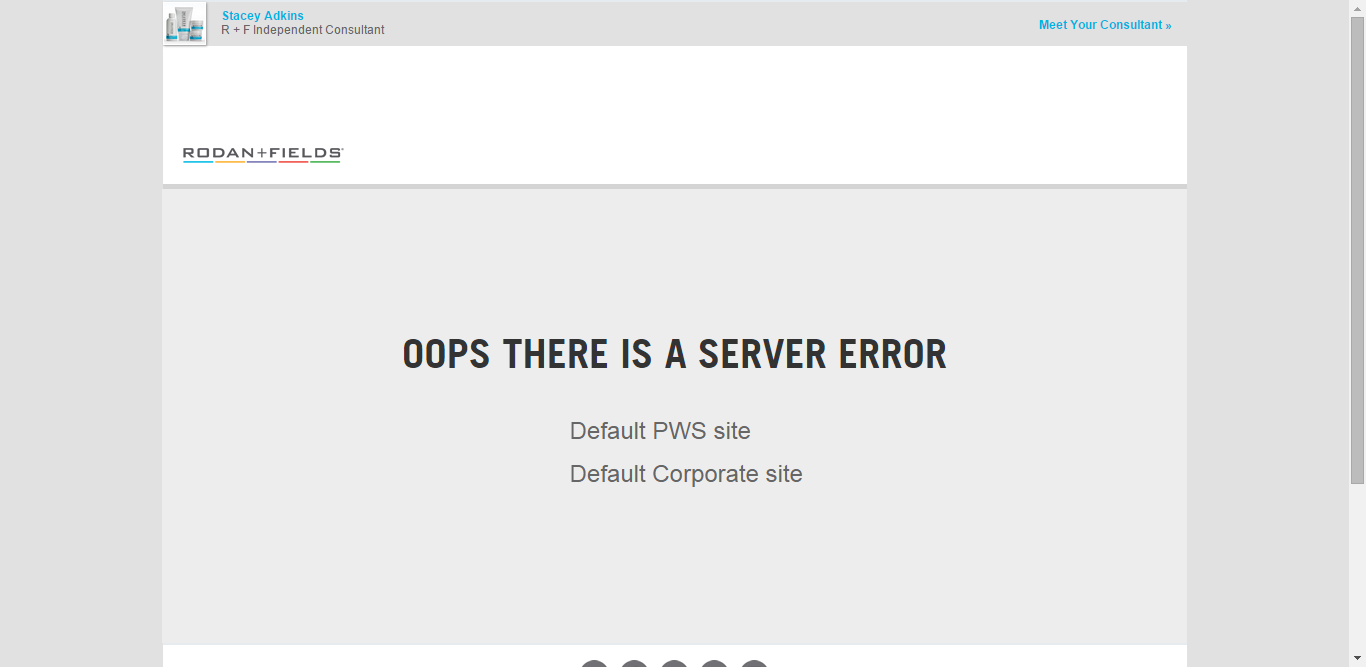 Stacey Adkins
R + F Independent Consultant
Meet Your Consultant »
RODAN+FIELDS
OOPS THERE IS A SERVER ERROR
Default PWS site
Default Corporate site